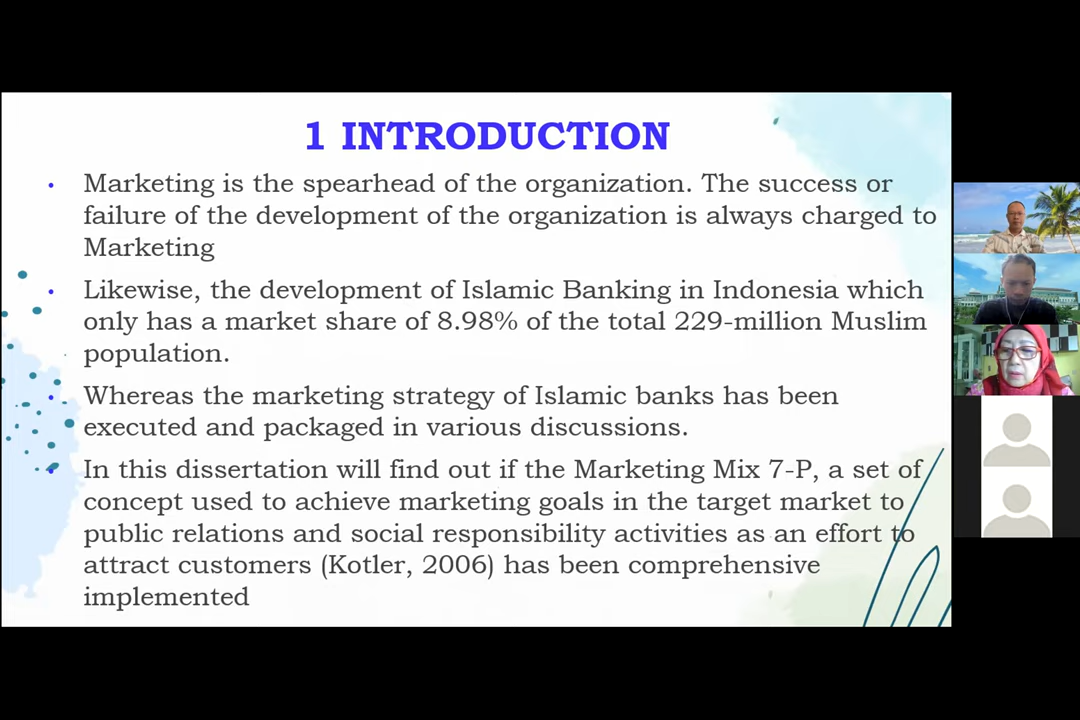 1 INTRODUCTION
• Marketing is the spearhead of the organization. The success or
failure of the development of the organization is always charged to
Marketing
• Likewise, the development of Islamic Banking in Indonesia which
only has a market share of 8.98% of the total 229-million Muslim
population.
• Whereas the marketing strategy of Islamic banks has been
executed and packaged in various discussions.
• In this dissertation will find out if the Marketing Mix 7-P, a set of
concept used to achieve marketing goals in the target market to
public relations and social responsibility activities as an effort to
attract customers (Kotler, 2006) has been comprehensive
implemented